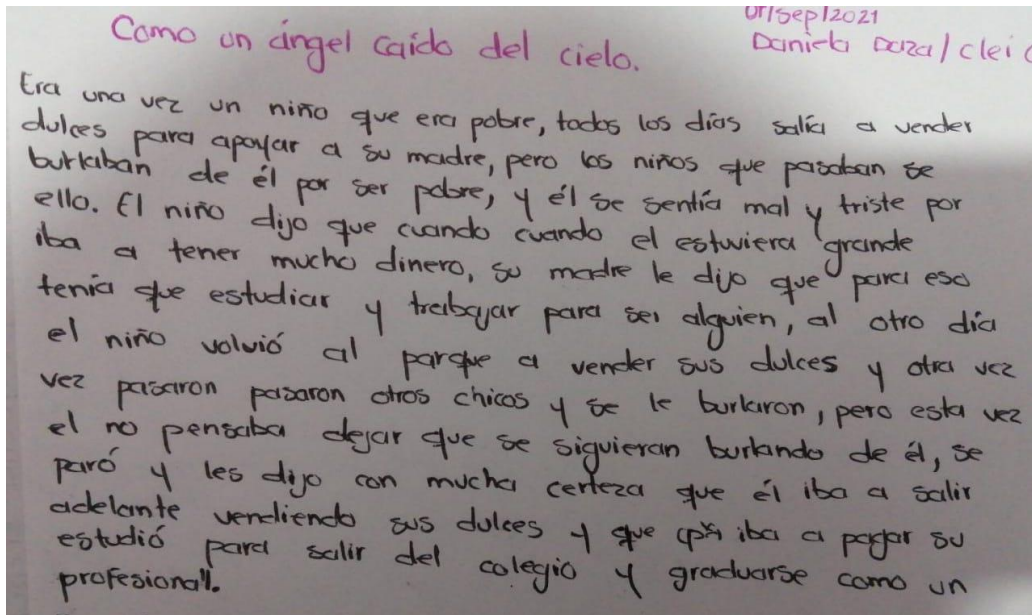 01/sep/2021
Como un ángel caído del cielo.
Daniela Daza/clei
Era una vez un niño que era pobre, todos los días salía a vender
dulces para apoyar a su madre, pero los niños que pasaban se
burlaban de él por ser pobre, y él se sentía mal y triste por
ello. El niño dijo que cuando cuando el estuviera grande
iba a tener mucho dinero, su madre le dijo que para eso
tenía que estudiar y trabajar para ser alguien, al otro día
el niño volvió al parque a vender sus dulces y otra vez
vez pasaron pasaron otros chicos y se le burlaron, pero esta vez
el no pensaba dejar que se siguieran burlando de él, se
paró y les dijo con mucha certeza que él iba a salir
adelante vendiendo sus dulces y que iba a pagar su
estudió para salir del colegio y graduarse como un
profesional.